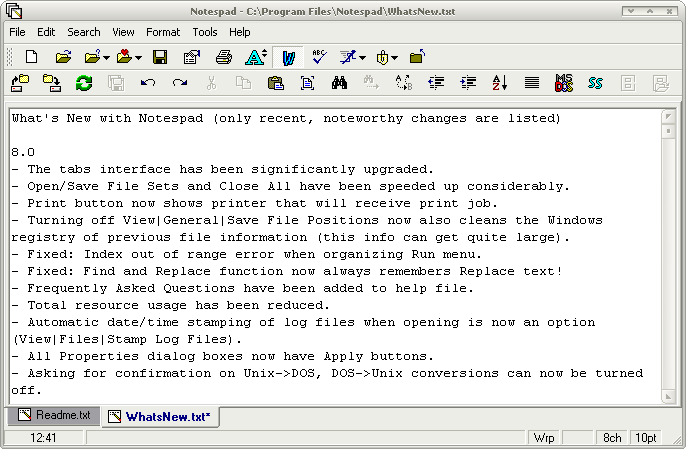 Notespad - C:\Program Files\Notespad\WhatsNew.txt
File Edit Search View Format Tools Help
W ABC
A B A Z MS DOS SS
What's New with Notespad (only recent, noteworthy changes are listed)
8.0
- The tabs interface has been significantly upgraded.
- Open/Save File Sets and Close All have been speeded up considerably.
- Print button now shows printer that will receive print job.
- Turning off View|General|Save File Positions now also cleans the Windows
registry of previous file information (this info can get quite large).
- Fixed: Index out of range error when organizing Run menu.
- Fixed: Find and Replace function now always remembers Replace text!
- Frequently Asked Questions have been added to help file.
- Total resource usage has been reduced.
- Automatic date/time stamping of log files when opening is now an option
(View|Files|Stamp Log Files).
- All Properties dialog boxes now have Apply buttons.
- Asking for confirmation on Unix->DOS, DOS->Unix conversions can now be turned
off.
Readme.txt WhatsNew.txt*
12:41 Wrp 8ch 10pt